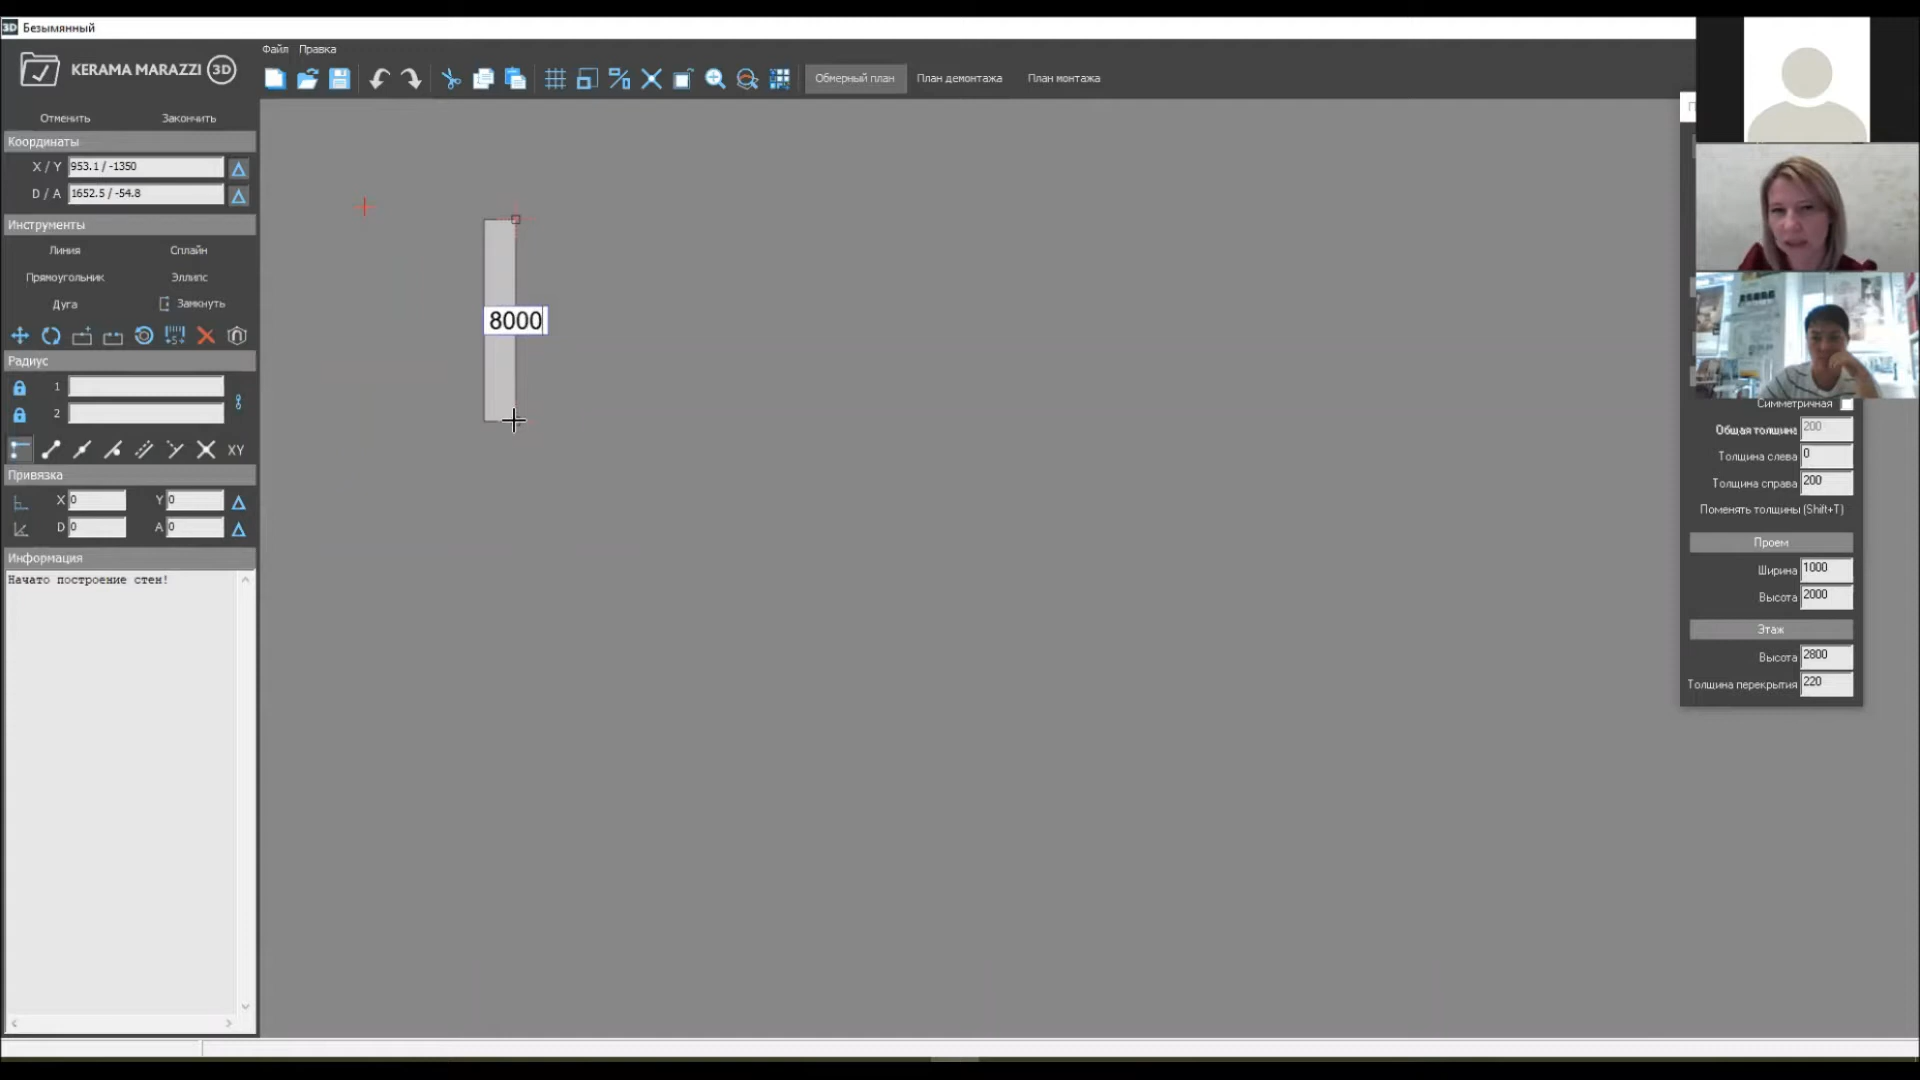 3D Безымянный
KERAMA MARAZZI 3D
Файл Правка
Обмерный план План демонтажа План монтажа
Отменить Закончить
Координаты
X / Y 953.1 / -1350
D / A 1652.5 / -54.8
Инструменты
Линия Сплайн
Прямоугольник Эллипс
Дуга Замкнуть
Радиус
1
2
XY
Привязка
X 0 Y 0
D 0 A 0
Информация
Начато построение стен!
8000
Симметричная
Общая толщина 200
Толщина слева 0
Толщина справа 200
Поменять толщины (Shift+T)
Проем
Ширина 1000
Высота 2000
Этаж
Высота 2800
Толщина перекрытия 220